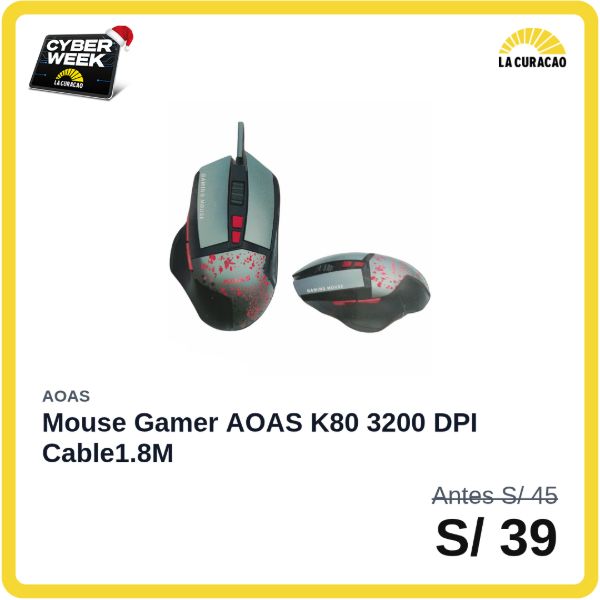 CYBER
WEEK
LA CURACAO
LA CURACAO
GAMING MOUSE
AOAS
GAMING MOUSE
AOAS
Mouse Gamer AOAS K80 3200 DPI
Cable1.8M
Antes S/ 45
S/ 39